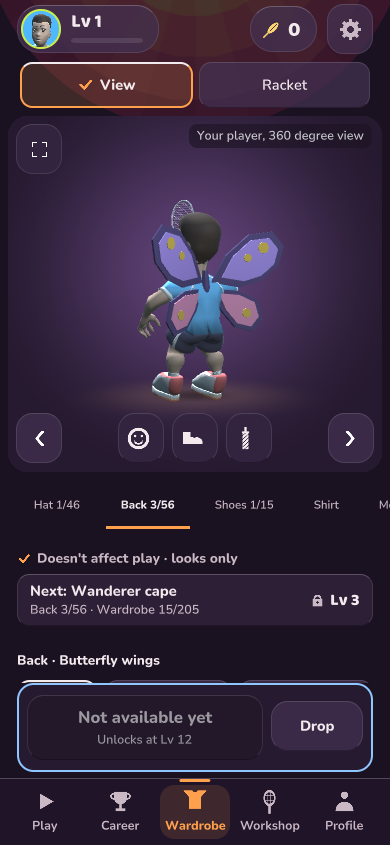 Lv 1
0
View
Racket
Your player, 360 degree view
Hat 1/46
Back 3/56
Shoes 1/15
Shirt
Doesn't affect play · looks only
Next: Wanderer cape
Back 3/56 · Wardrobe 15/205
Lv 3
Back · Butterfly wings
Not available yet
Unlocks at Lv 12
Drop
Play
Career
Wardrobe
Workshop
Profile